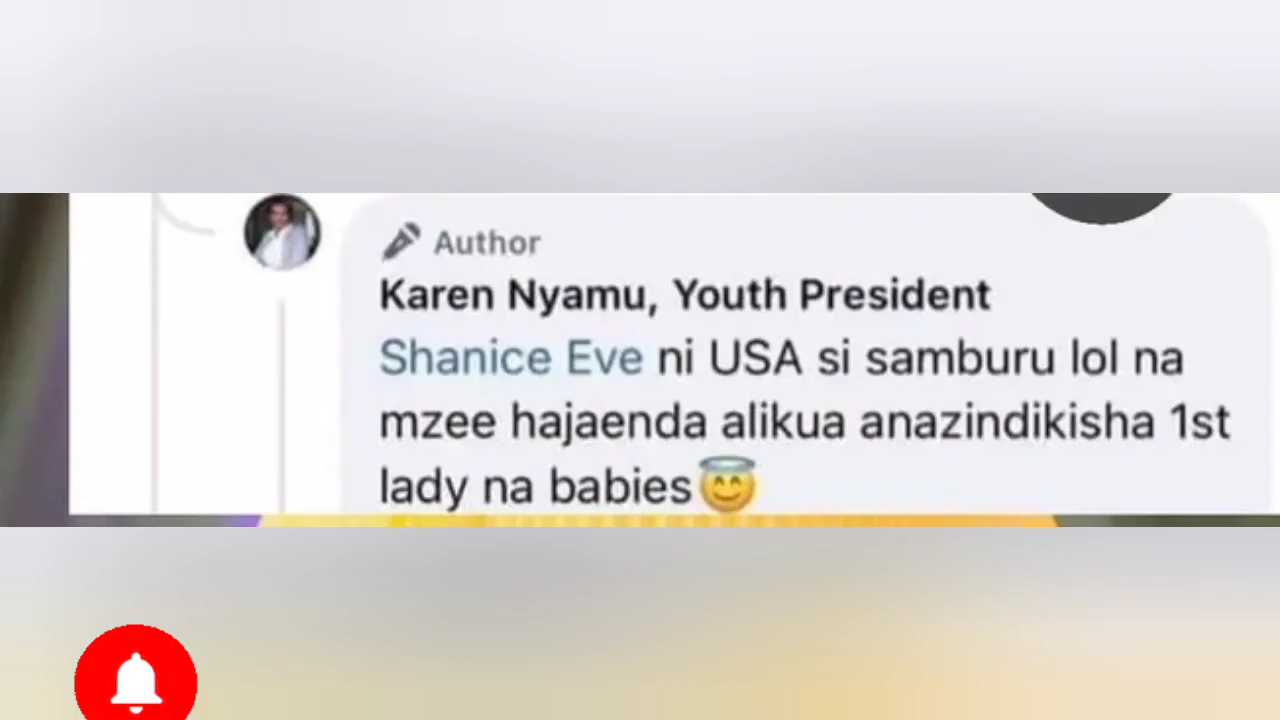 Author
Karen Nyamu, Youth President
Shanice Eve ni USA si samburu lol na
mzee hajaenda alikua anazindikisha 1st
lady na babies😇